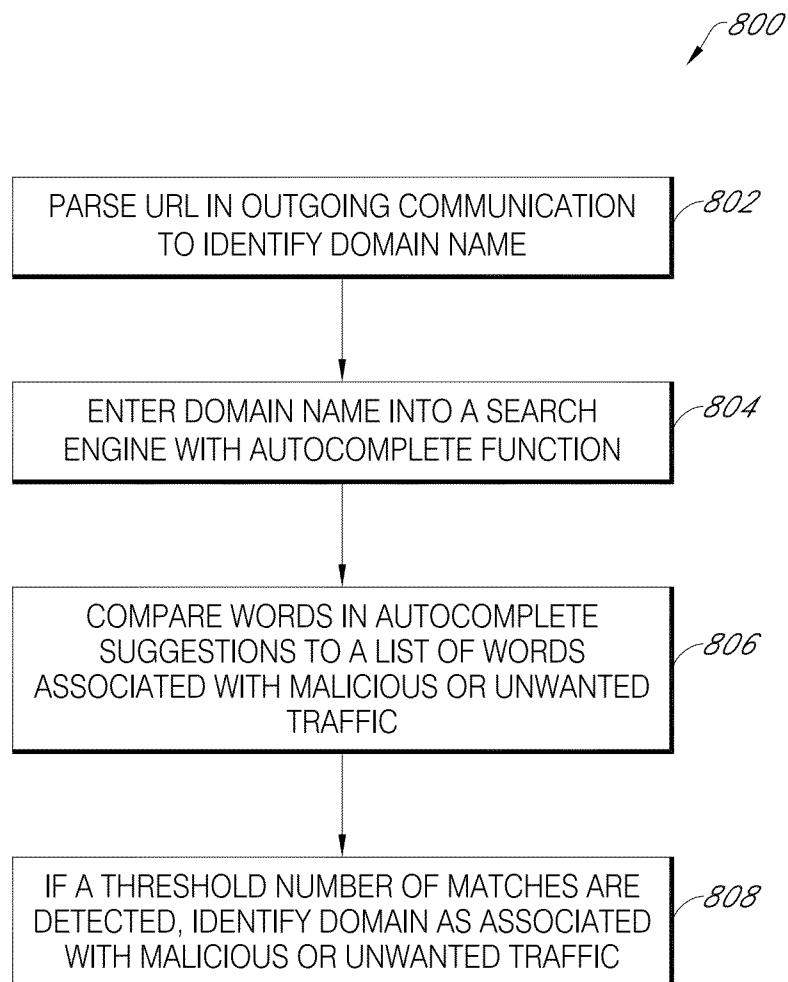 800
PARSE URL IN OUTGOING COMMUNICATION
TO IDENTIFY DOMAIN NAME
802
ENTER DOMAIN NAME INTO A SEARCH
ENGINE WITH AUTOCOMPLETE FUNCTION
804
COMPARE WORDS IN AUTOCOMPLETE
SUGGESTIONS TO A LIST OF WORDS
ASSOCIATED WITH MALICIOUS OR UNWANTED
TRAFFIC
806
IF A THRESHOLD NUMBER OF MATCHES ARE
DETECTED, IDENTIFY DOMAIN AS ASSOCIATED
WITH MALICIOUS OR UNWANTED TRAFFIC
808